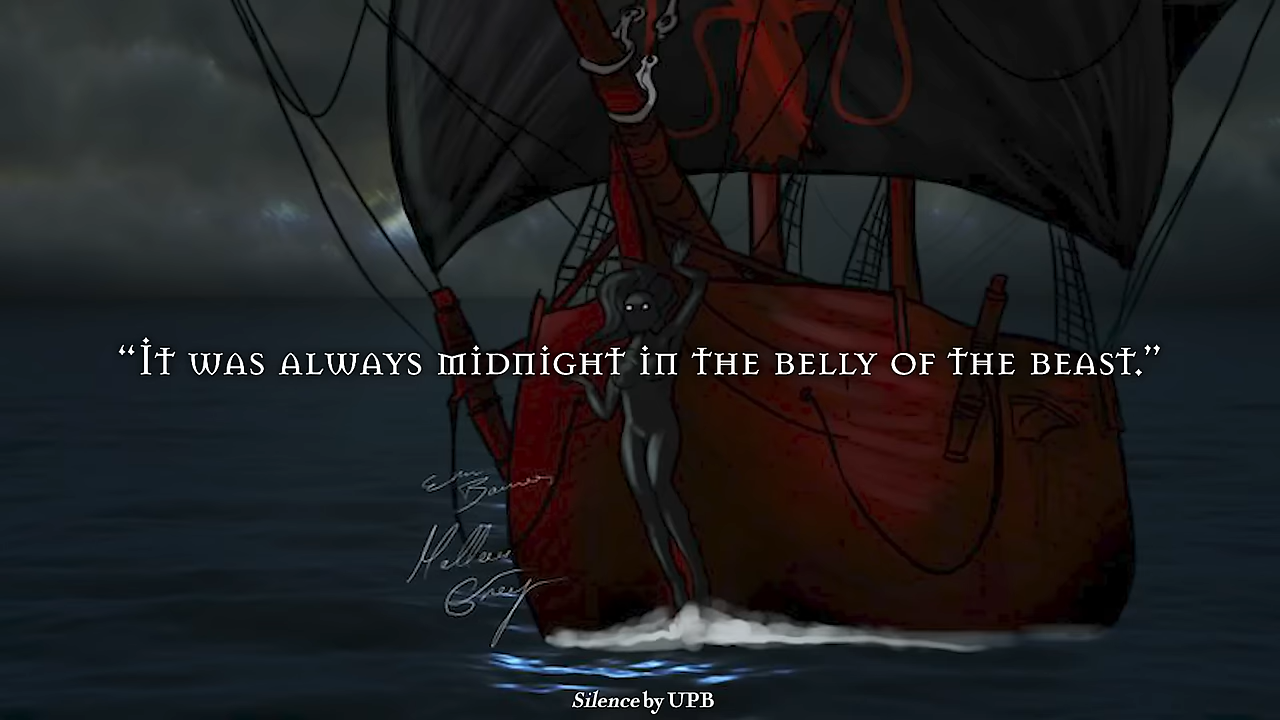 “It was always midnight in the belly of the beast.”
Silence by UPB